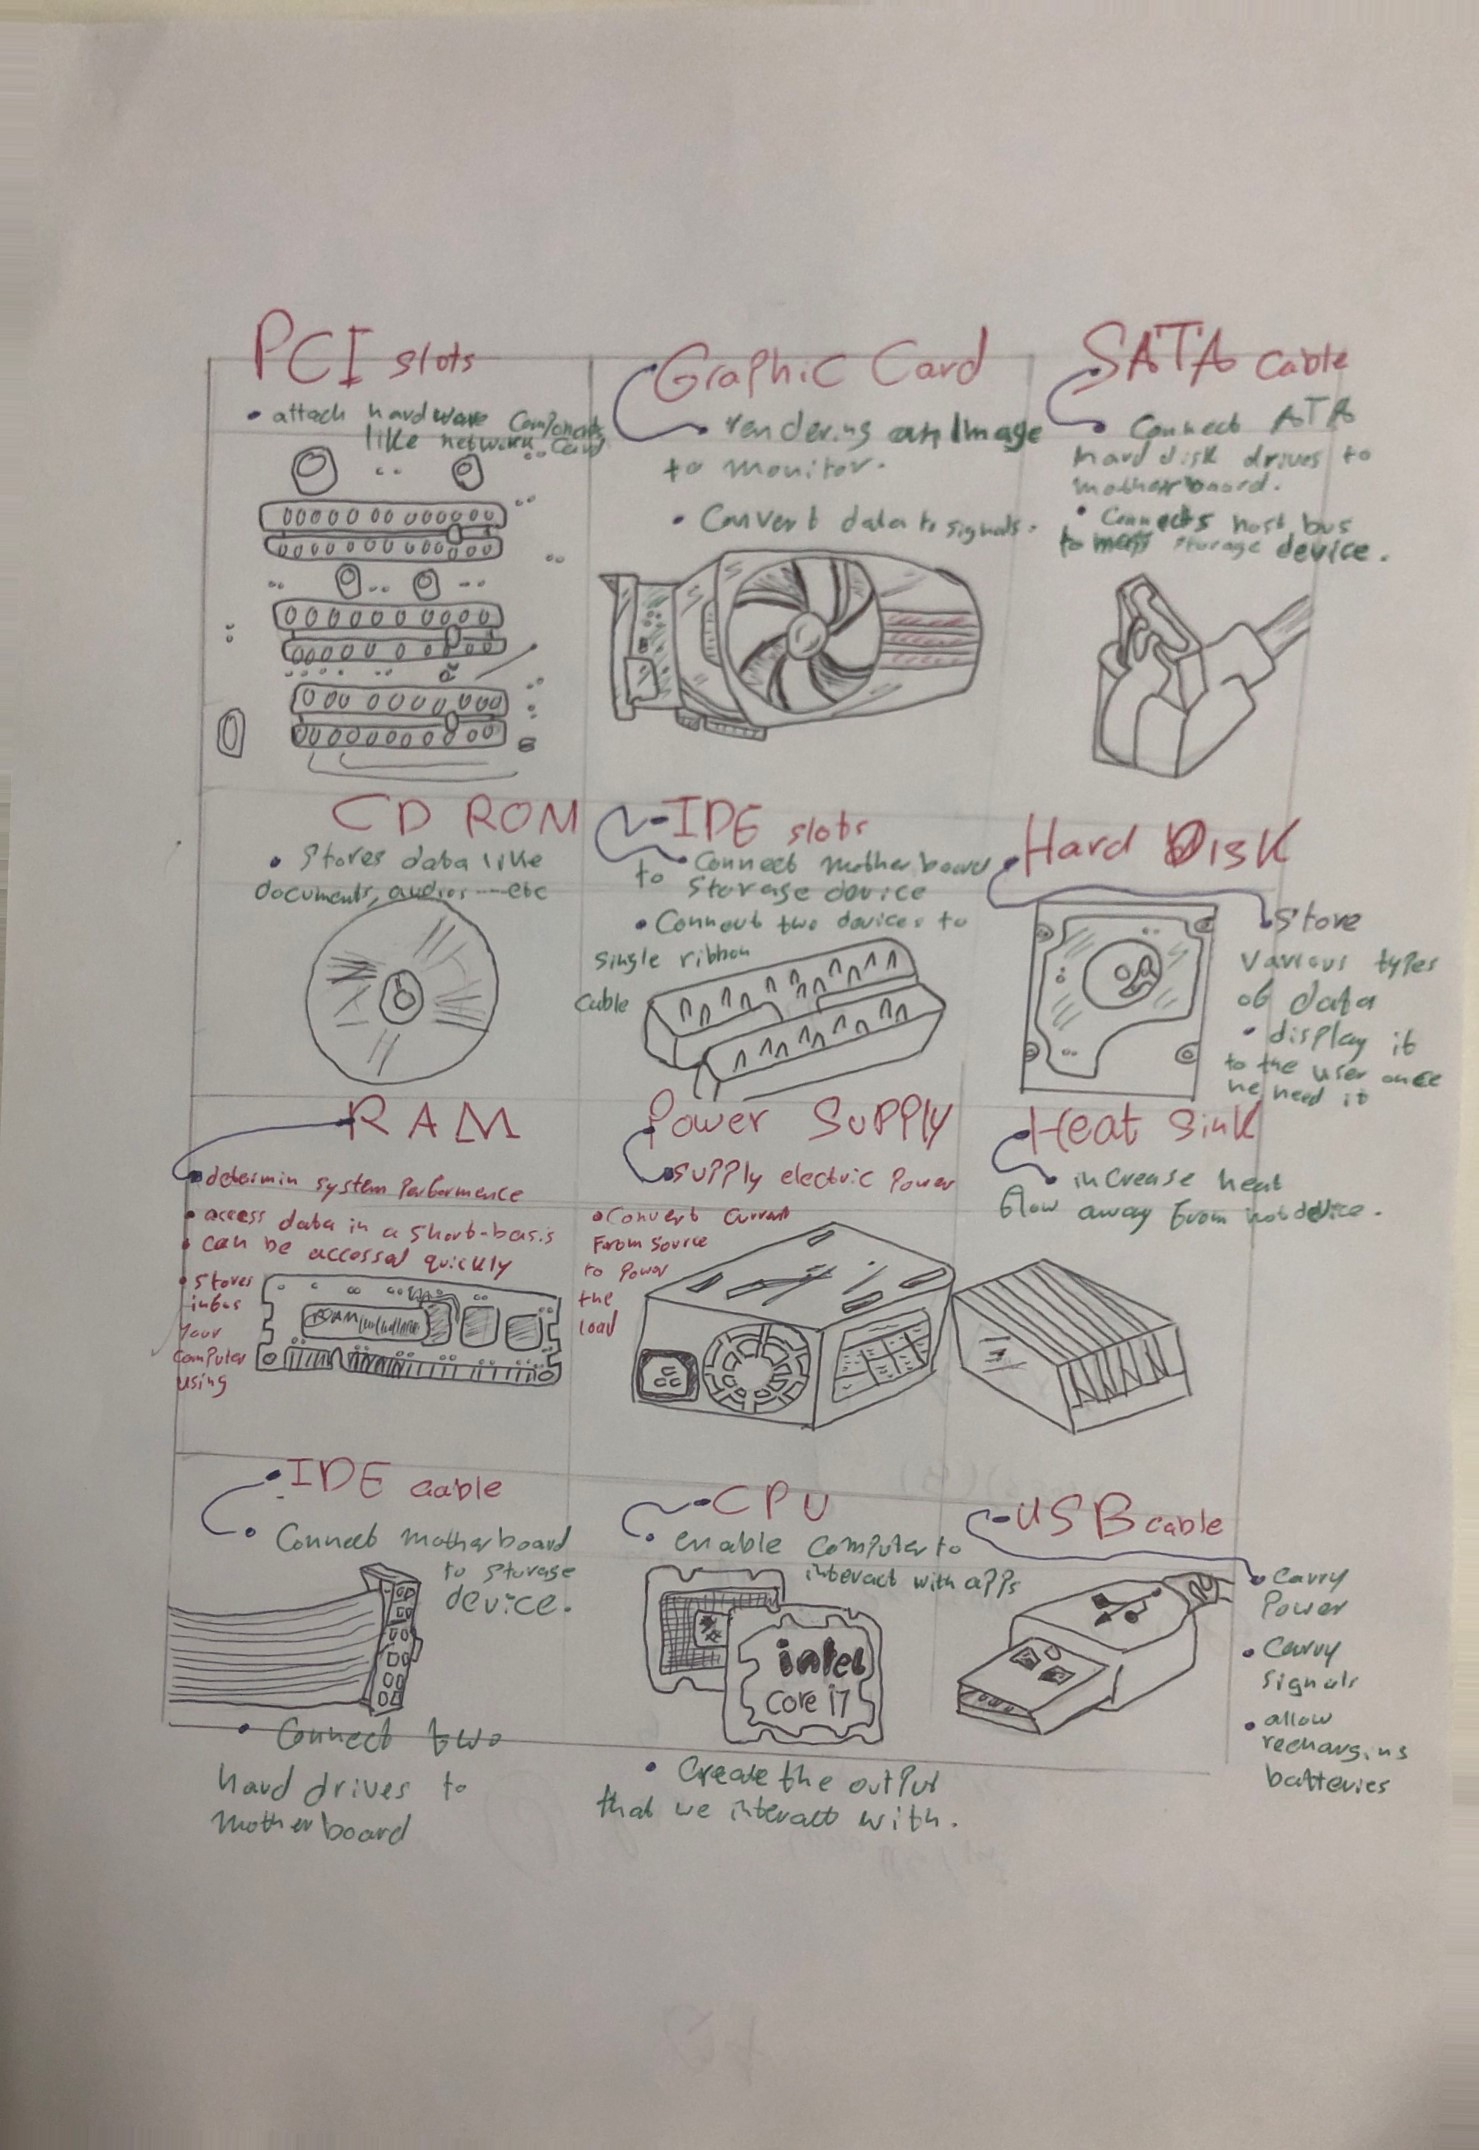 PCI slots
• attach hardware Components
like network Card
Graphic Card
• rendering an Image
to monitor.
• Convert data to signals.
SATA Cable
• Connect ATA
hard disk drives to
motherboard.
• Connects host bus
to mass storage device.
CD ROM
• Stores data like
documents, audios ---- etc
IDE slots
• Connect motherboard
to storage device
• Connect two devices to
single ribbon
Cable
Hard DISK
• Store
various types
of data
• display it
to the user once
he need it
RAM
• determin system Performence
• access data in a short-basis
• can be accessed quickly
• Stores
infos
your
Computer
using
RAM
Power Supply
• supply electric Power
• Convert Current
From source
to Power
the
load
Heat Sink
• increase heat
flow away from hot device.
IDE cable
• Connect motherboard
to storage
device.
• Connect two
hard drives to
motherboard
CPU
• enable Computer to
interact with aPPs
intel
Core i7
• Create the output
that we interact with.
USB cable
• Carry
Power
• Carry
signals
• allow
recharging
batteries